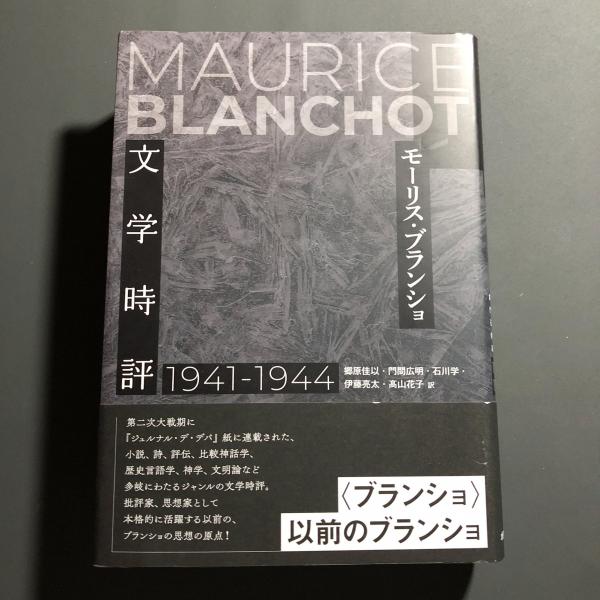 MAURICE
BLANCHOT
モーリス・ブランショ
文学時評
1941-1944
郷原佳以・門間広明・石川学・
伊藤亮太・髙山花子 訳
第二次大戦期に
『ジュルナル・デ・デバ』紙に連載された、
小説、詩、評伝、比較神話学、
歴史言語学、神学、文明論など
多岐にわたるジャンルの文学時評。
批評家、思想家として
本格的に活躍する以前の、
ブランショの思想の原点！
〈ブランショ〉
以前のブランショ